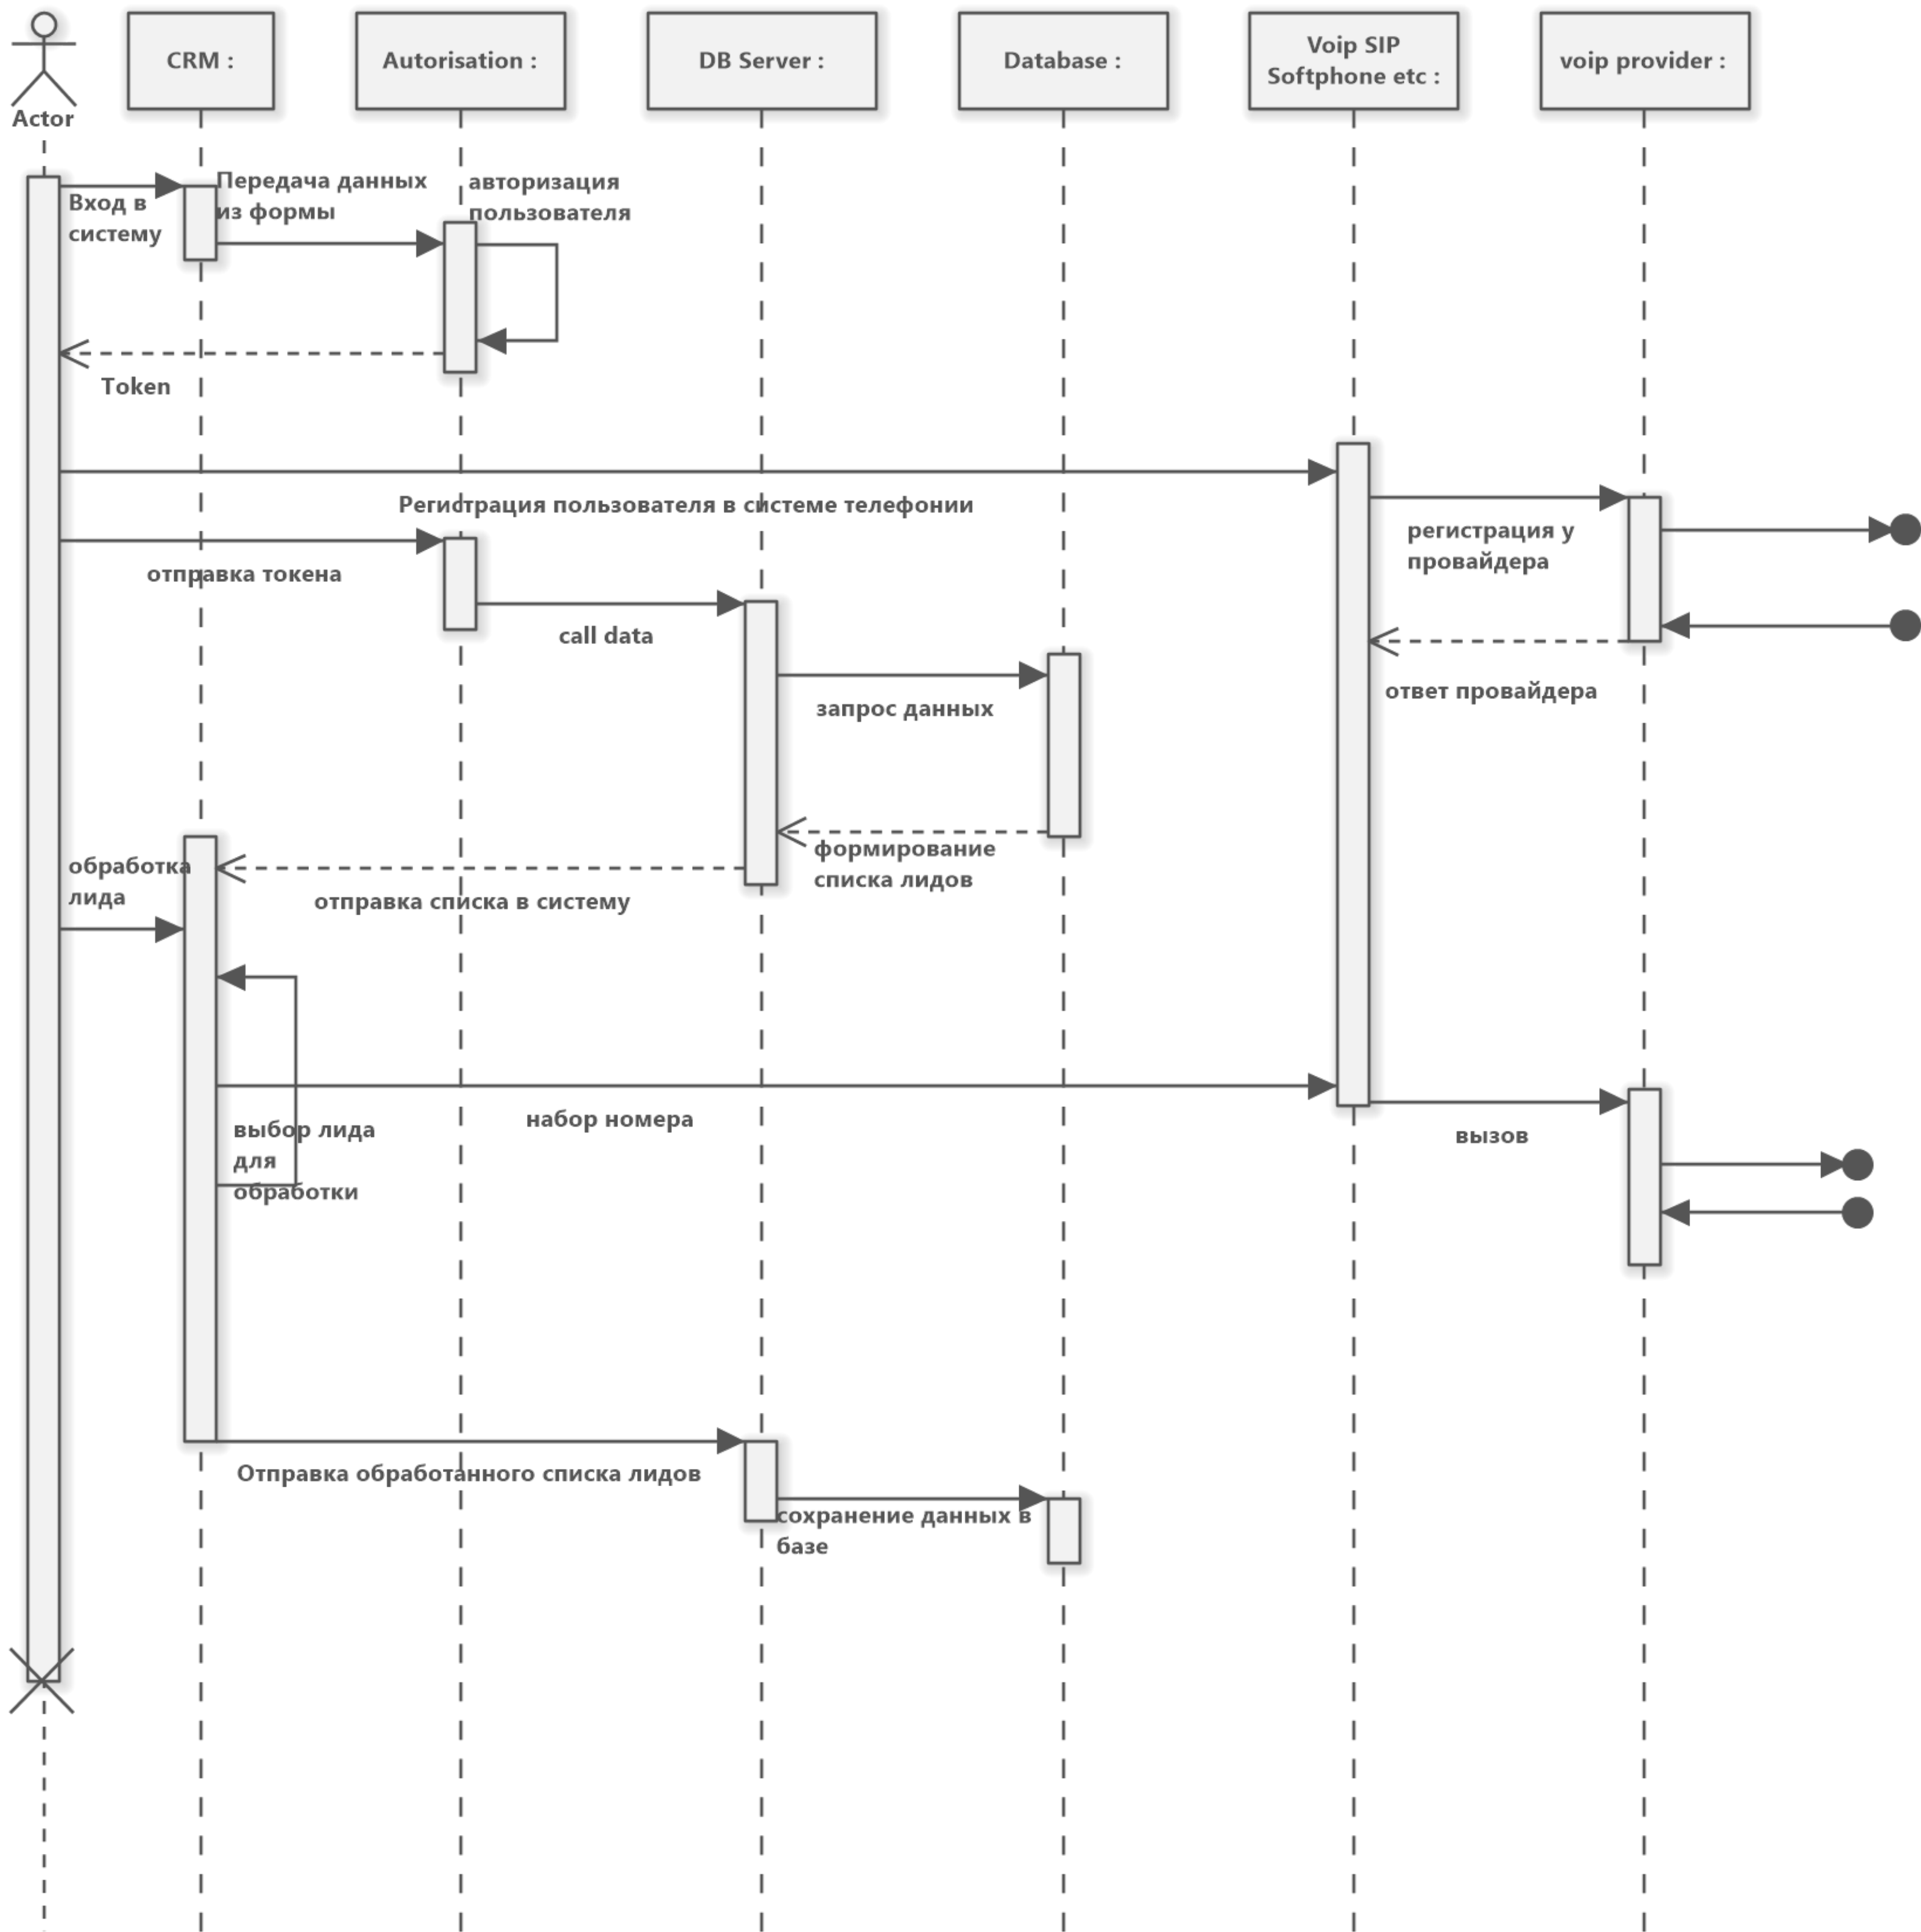 Actor
CRM :
Autorisation :
DB Server :
Database :
Voip SIP
Softphone etc :
voip provider :
Вход в
систему
Передача данных
из формы
авторизация
пользователя
Token
Регистрация пользователя в системе телефонии
регистрация у
провайдера
отправка токена
call data
запрос данных
ответ провайдера
формирование
списка лидов
обработка
лида
отправка списка в систему
набор номера
выбор лида
для
обработки
вызов
Отправка обработанного списка лидов
сохранение данных в
базе